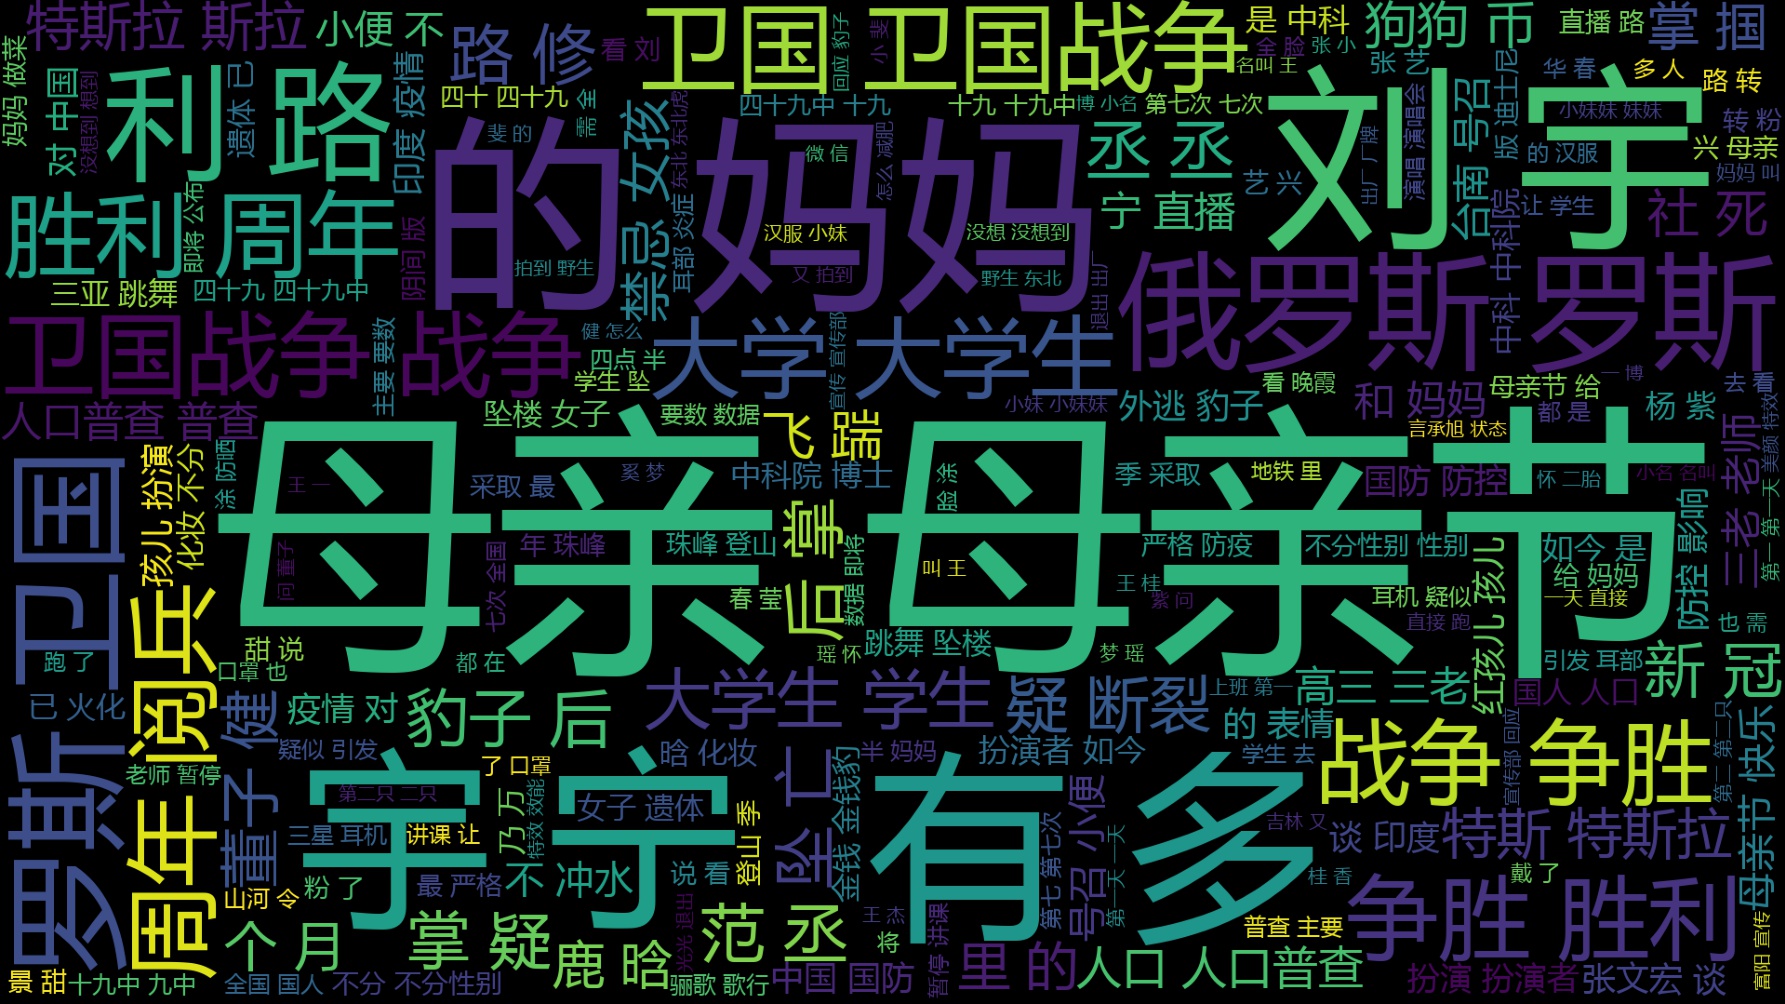 特斯拉 斯拉
小便 不
路 修
看 刘
卫国 卫国战争
回应 豹子
小 斐
是 中科
全 脸
张 小
名叫 王
狗狗 币
直播 路
掌 掴
妈妈 做菜
对 中国
没想到 想到
利 路
遗体 已
印度 疫情
四十 四十九
需 全
斐 的
禁忌 女孩
东北 东北虎
四十九中 十九
微 信
怎么 减肥
十九 十九中
博 小名
第七次 七次
丞 丞
刘 宇
出厂 厂牌
演唱 演唱会
张 艺
台南 号召
版 迪士尼
华 春
多 人
路 转
小妹妹 妹妹
转 粉
的 汉服
兴 母亲
妈妈 叫
艺 兴
让 学生
社 死
中科 中科院
胜利 周年
即将 公布
阴间 版
三亚 跳舞
四十九 四十九中
的 妈妈
拍到 野生
耳部 炎症
汉服 小妹
没想 没想到
又 拍到
野生 东北
宁 直播
退出 出厂
俄罗斯 罗斯
卫国战争 战争
主要 要数
健 怎么
四点 半
学生 坠
大学 大学生
宣传 宣传部
看 晚霞
一 博
去 看
人口普查 普查
坠楼 女子
要数 数据
飞 踹
小妹 小妹妹
外逃 豹子
和 妈妈
母亲节 给
都 是
杨 紫
言承旭 状态
三老 老师
美颜 特效
第一 第一天
卫国
罗斯 卫国
孩儿 扮演
化妆 不分
涂 防晒
王 一
采取 最
奚 梦
中科院 博士
脸 涂
季 采取
地铁 里
国防 防控
怀 二胎
小名 名叫
防控 影响
母亲 母亲节
后 掌
年 珠峰
珠峰 登山
问 董子
七次 全国
春 莹
数据 即将
叫 王
严格 防疫
不分性别 性别
王 桂
紫 问
耳机 疑似
直接 跑
红孩儿 孩儿
如今 是
给 妈妈
一天 直接
也 需
周年 阅兵
甜 说
跑 了
口罩 也
都 在
瑶 怀
跳舞 坠楼
梦 瑶
引发 耳部
新 冠
已 火化
董子 健
疫情 对
豹子 后
大学生 学生
疑 断裂
上班 第一
高三 三老
国人 人口
的 表情
疑似 引发
老师 暂停
宇 宁
了 口罩
第二只 二只
晗 化妆
坠 亡
金钱 金钱豹
半 妈妈
扮演者 如今
学生 去
宣传部 回应
第二 第二只
母亲节 快乐
战争 争胜
有 多
第七 第七次
号召 小便
第一天 一天
吉林 又
谈 印度
特斯 特斯拉
三星 耳机
讲课 让
乃 万
特效 效能
女子 遗体
登山 季
说 看
山河 令
粉 了
最 严格
不 冲水
桂 香
戴 了
普查 主要
争胜 胜利
富阳 宣传
个 月
掌 疑
鹿 晗
光光 退出
范 丞
王 杰
将
暂停 讲课
里 的
人口 人口普查
景 甜
十九中 九中
全国 国人
不分 不分性别
骊歌 歌行
中国 国防
扮演 扮演者
张文宏 谈